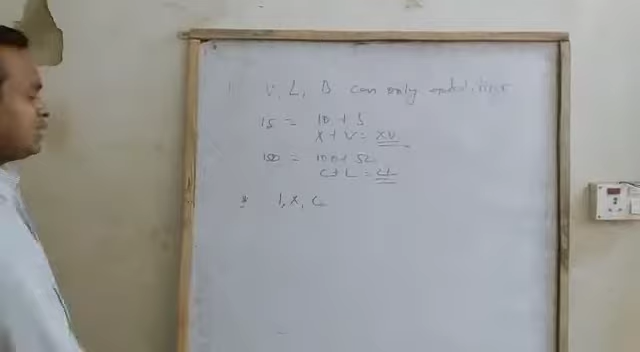 V, L, D can only
15 = 10 + 5
X + V = XV
150 = 100 + 50
C + L = CL
* I, X, C